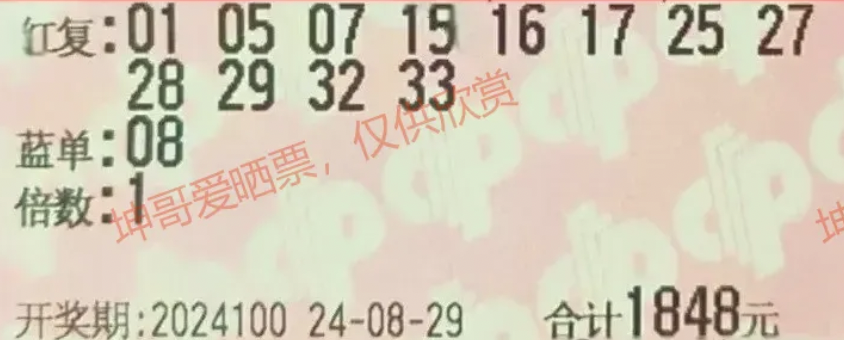 红复:01 05 07 15 16 17 25 27
28 29 32 33
蓝单:08
倍数:1
坤哥爱晒票，仅供欣赏
坤
开奖期:2024100 24-08-29 合计1848元